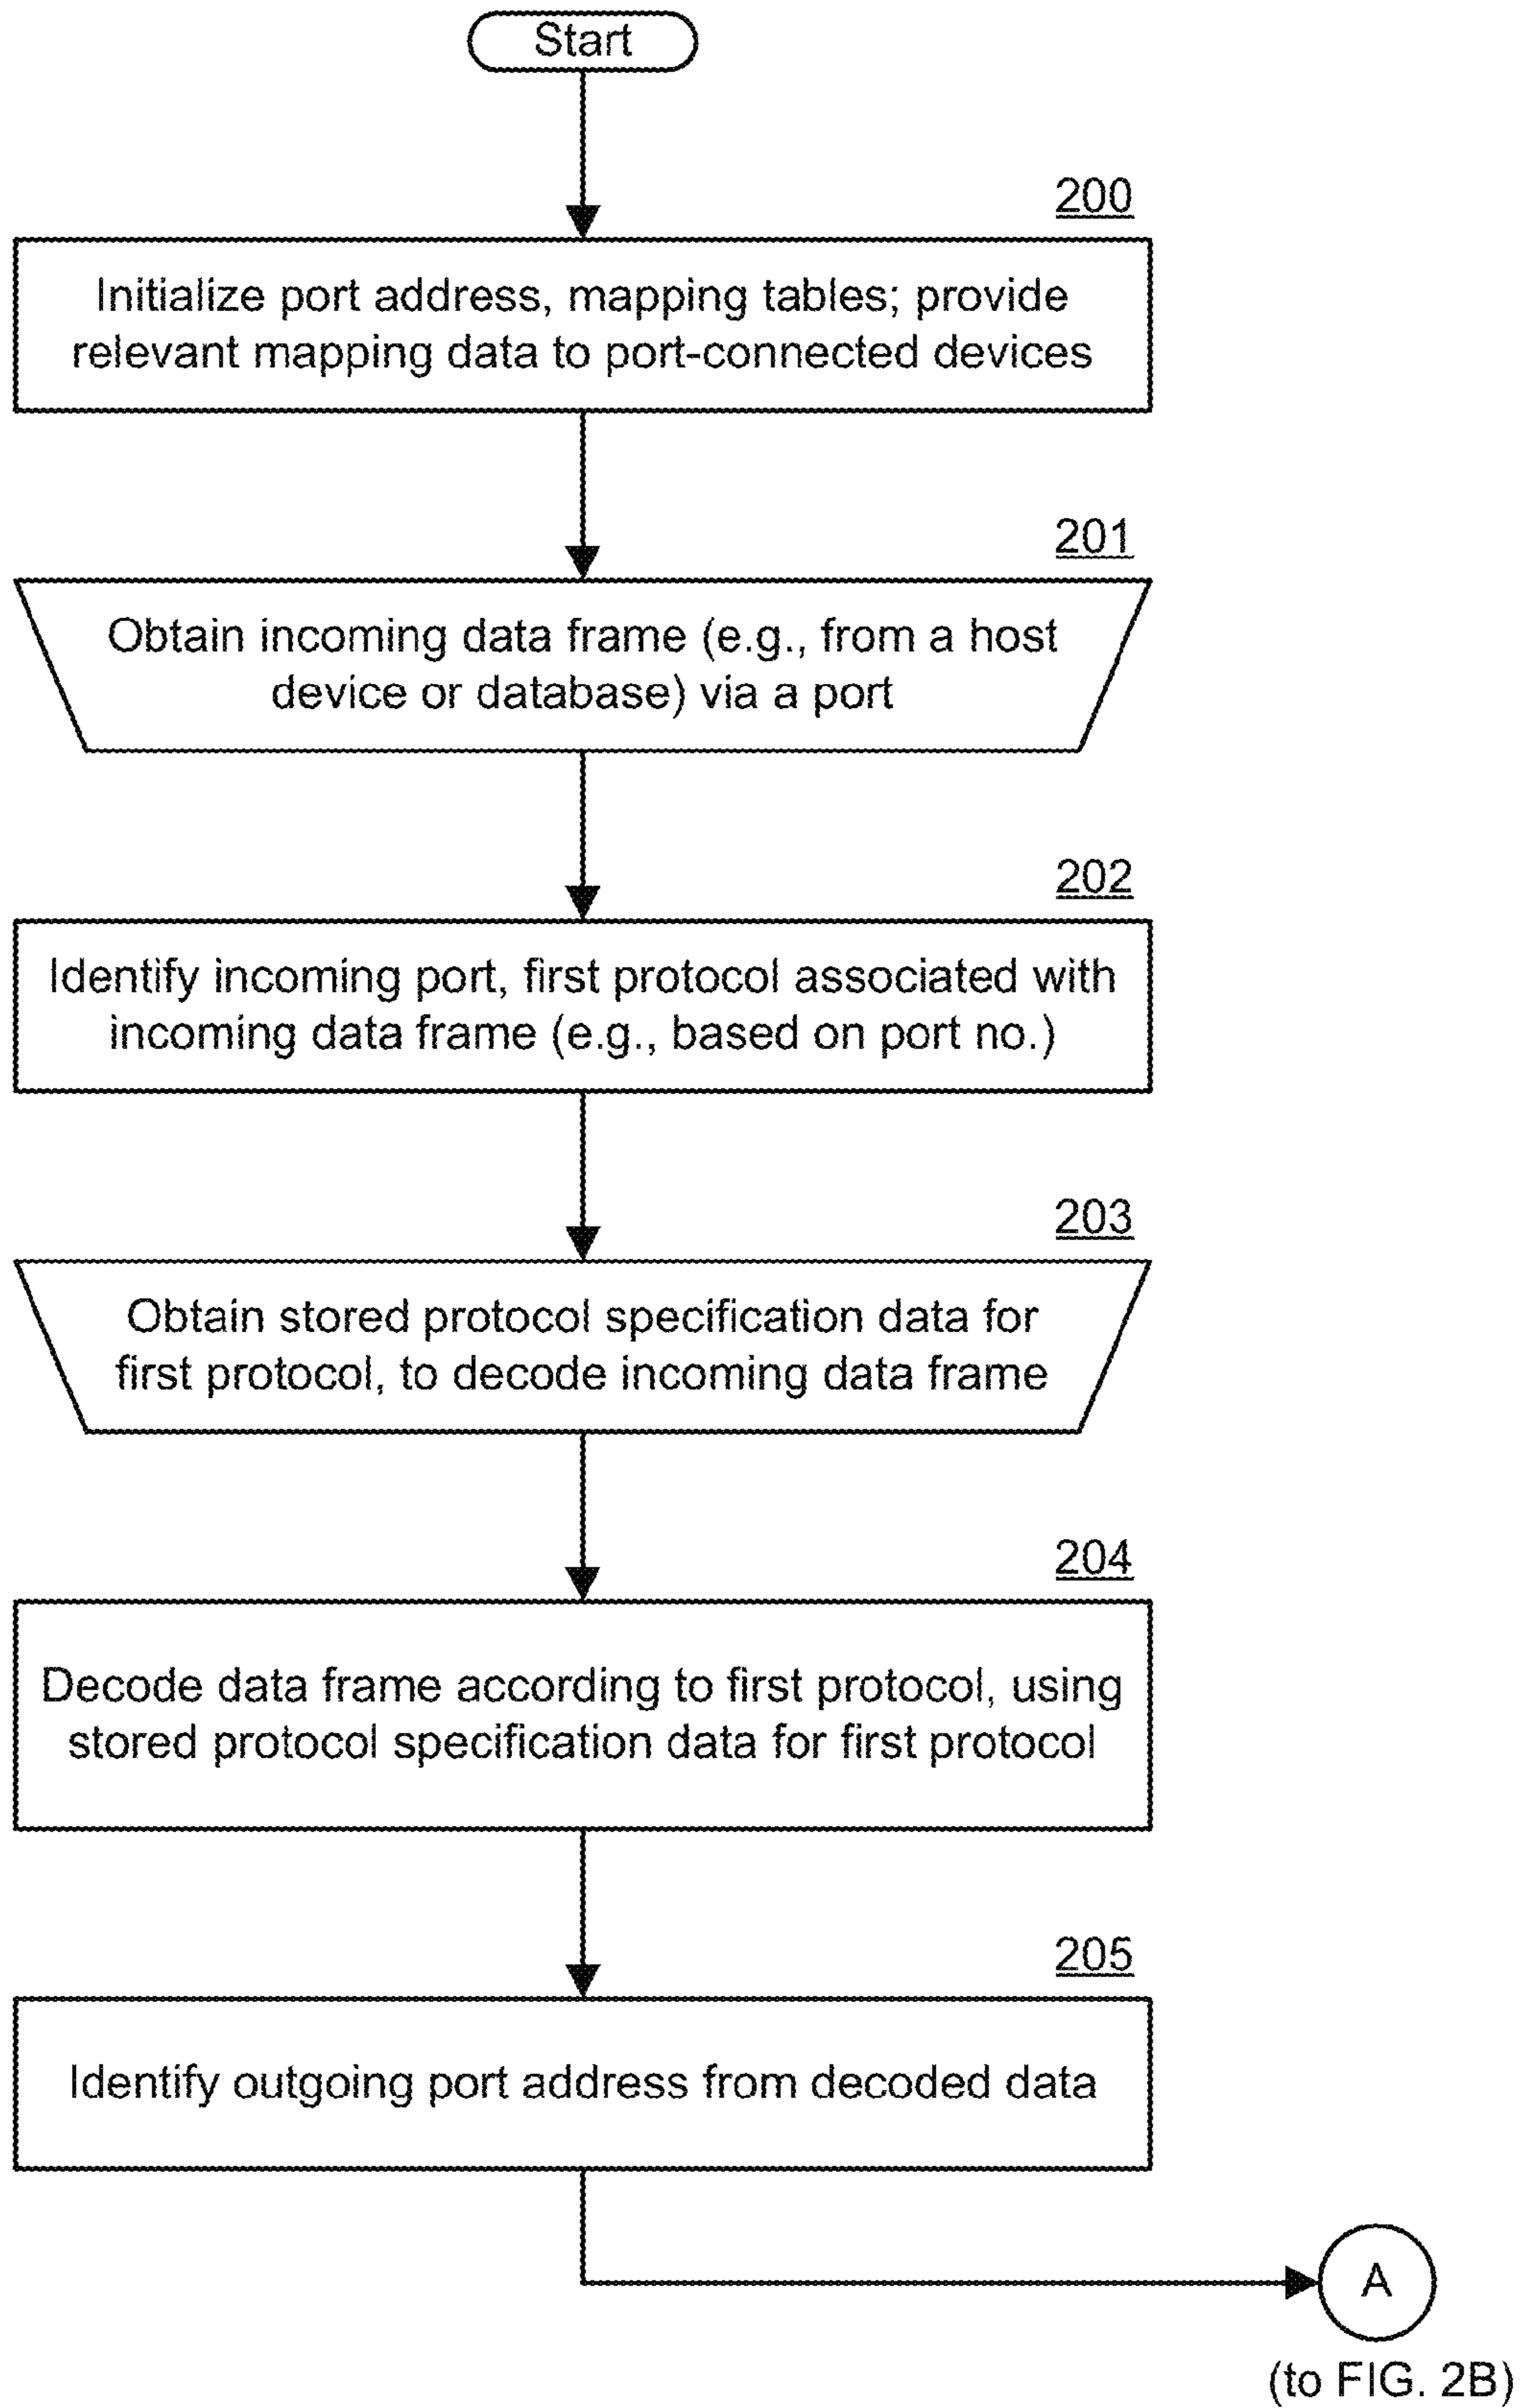 Start
200
Initialize port address, mapping tables; provide
relevant mapping data to port-connected devices
201
Obtain incoming data frame (e.g., from a host
device or database) via a port
202
Identify incoming port, first protocol associated with
incoming data frame (e.g., based on port no.)
203
Obtain stored protocol specification data for
first protocol, to decode incoming data frame
204
Decode data frame according to first protocol, using
stored protocol specification data for first protocol
205
Identify outgoing port address from decoded data
A
(to FIG. 2B)